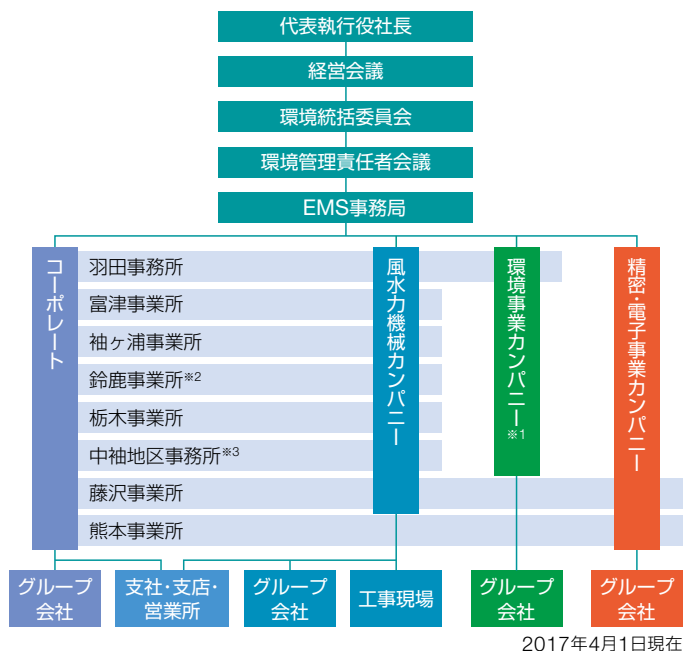 代表執行役社長
経営会議
環境統括委員会
環境管理責任者会議
EMS事務局
コーポレート
羽田事務所
富津事業所
袖ヶ浦事業所
鈴鹿事業所※2
栃木事業所
中袖地区事務所※3
藤沢事業所
熊本事業所
風水力機械カンパニー
環境事業カンパニー※1
精密・電子事業カンパニー
グループ
会社
支社・支店・
営業所
グループ
会社
工事現場
グループ
会社
グループ
会社
2017年4月1日現在